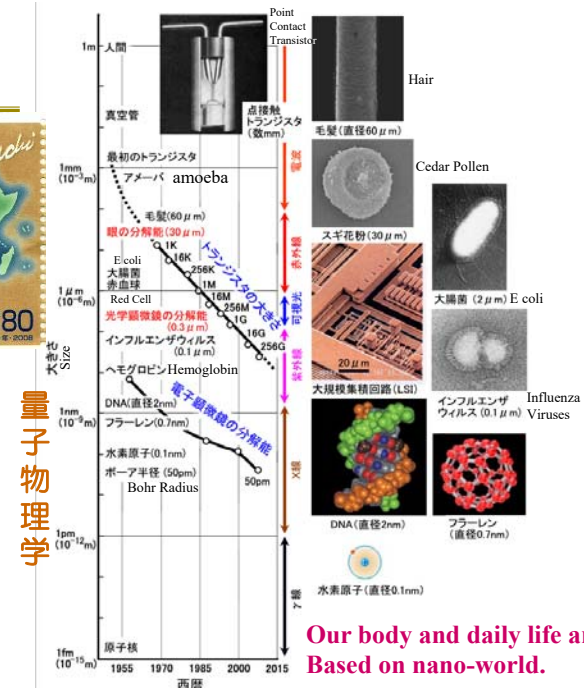 Point
Contact
Transistor
1m
人間
真空管
点接触
トランジスタ
(数mm)
Hair
毛髪(直径60μm)
最初のトランジスタ
1mm
(10⁻³m)
アメーバ amoeba
電波
Cedar Pollen
スギ花粉(30μm)
毛髪(60μm)
眼の分解能(30μm)
1K
16K
256K
1M
16M
256M
1G
16G
256G
トランジスタの大きさ
赤外線
E coli
大腸菌
赤血球
1μm
(10⁻⁶m)
Red Cell
可視光
光学顕微鏡の分解能
(0.3μm)
インフルエンザウィルス
(0.1μm)
紫外線
大腸菌(2μm) E coli
20μm
大規模集積回路(LSI)
インフルエンザ
ウィルス(0.1μm)
Influenza
Viruses
80
年・2008
大きさ
Size
量子物理学
ヘモグロビン Hemoglobin
電子顕微鏡の分解能
DNA(直径2nm)
1nm
(10⁻⁹m)
フラーレン(0.7nm)
水素原子(0.1nm)
ボーア半径(50pm)
Bohr Radius
50pm
X線
DNA(直径2nm)
フラーレン
(直径0.7nm)
1pm
(10⁻¹²m)
水素原子(直径0.1nm)
γ線
原子核
1fm
(10⁻¹⁵m)
1955
1970
1985
2000
2015
西暦
Our body and daily life a
Based on nano-world.